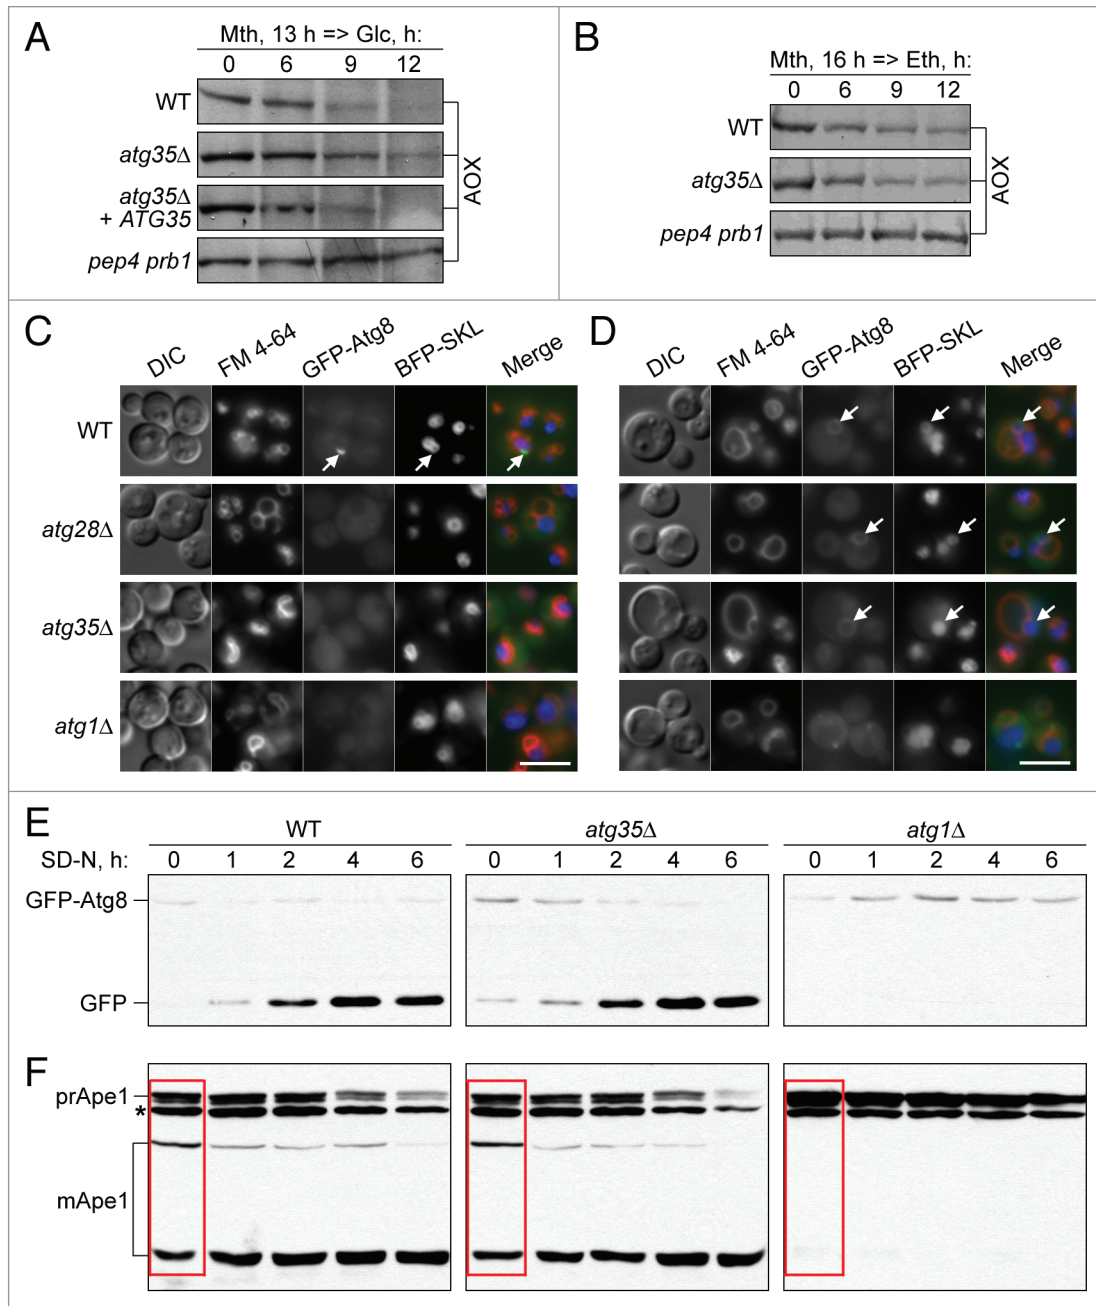 A
Mth, 13 h => Glc, h:
0 6 9 12
WT
atg35Δ
atg35Δ
+ ATG35
pep4 prb1
AOX
B
Mth, 16 h => Eth, h:
0 6 9 12
WT
atg35Δ
pep4 prb1
AOX
C
DIC FM 4-64 GFP-Atg8 BFP-SKL Merge
WT
atg28Δ
atg35Δ
atg1Δ
D
DIC FM 4-64 GFP-Atg8 BFP-SKL Merge
E
WT atg35Δ atg1Δ
SD-N, h: 0 1 2 4 6 0 1 2 4 6 0 1 2 4 6
GFP-Atg8
GFP
F
prApe1
*
mApe1